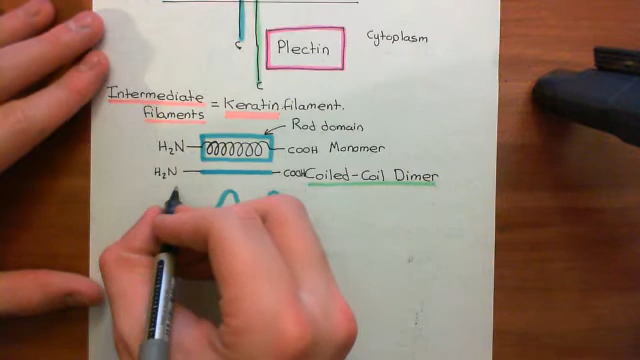 c
c
Plectin
Cytoplasm
Intermediate filaments = Keratin filament.
Rod domain
H₂N COOH Monomer
H₂N COOH Coiled-Coil Dimer